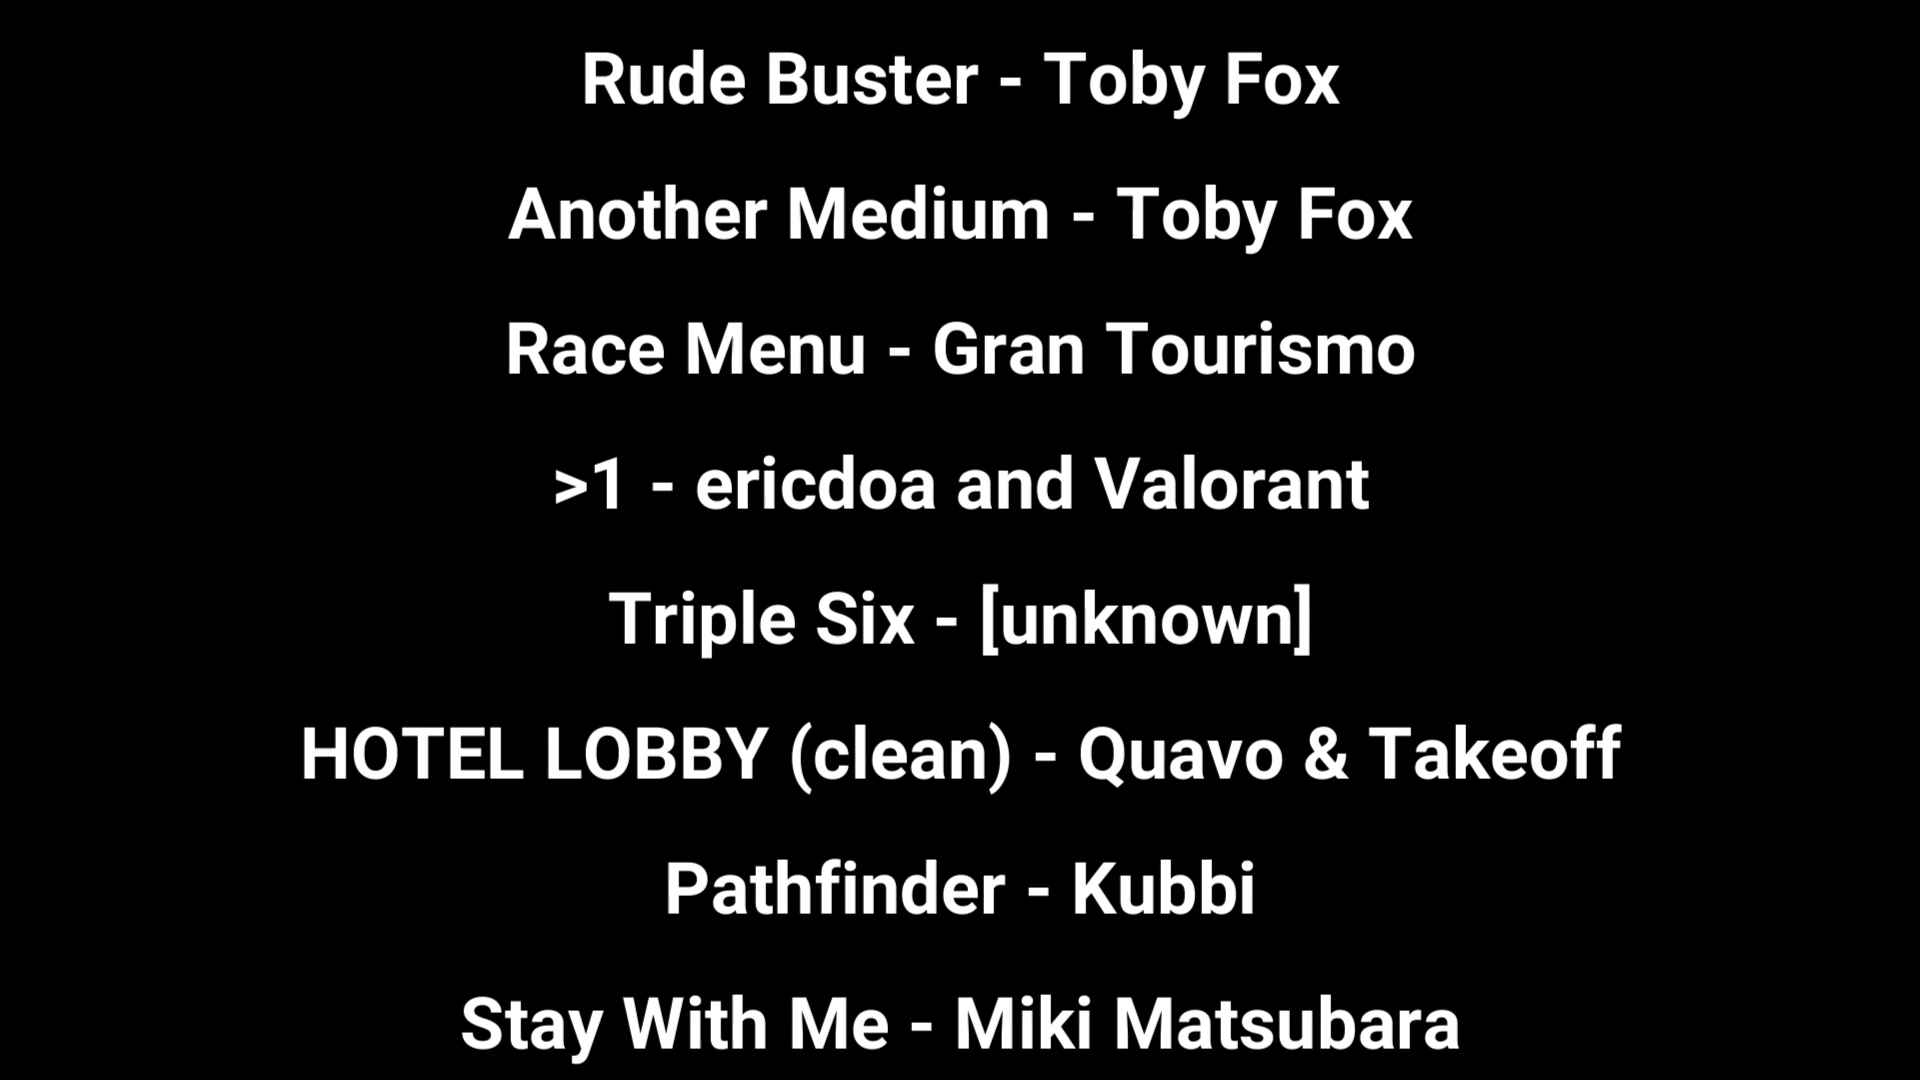 Rude Buster - Toby Fox
Another Medium - Toby Fox
Race Menu - Gran Tourismo
>1 - ericdoa and Valorant
Triple Six - [unknown]
HOTEL LOBBY (clean) - Quavo & Takeoff
Pathfinder - Kubbi
Stay With Me - Miki Matsubara